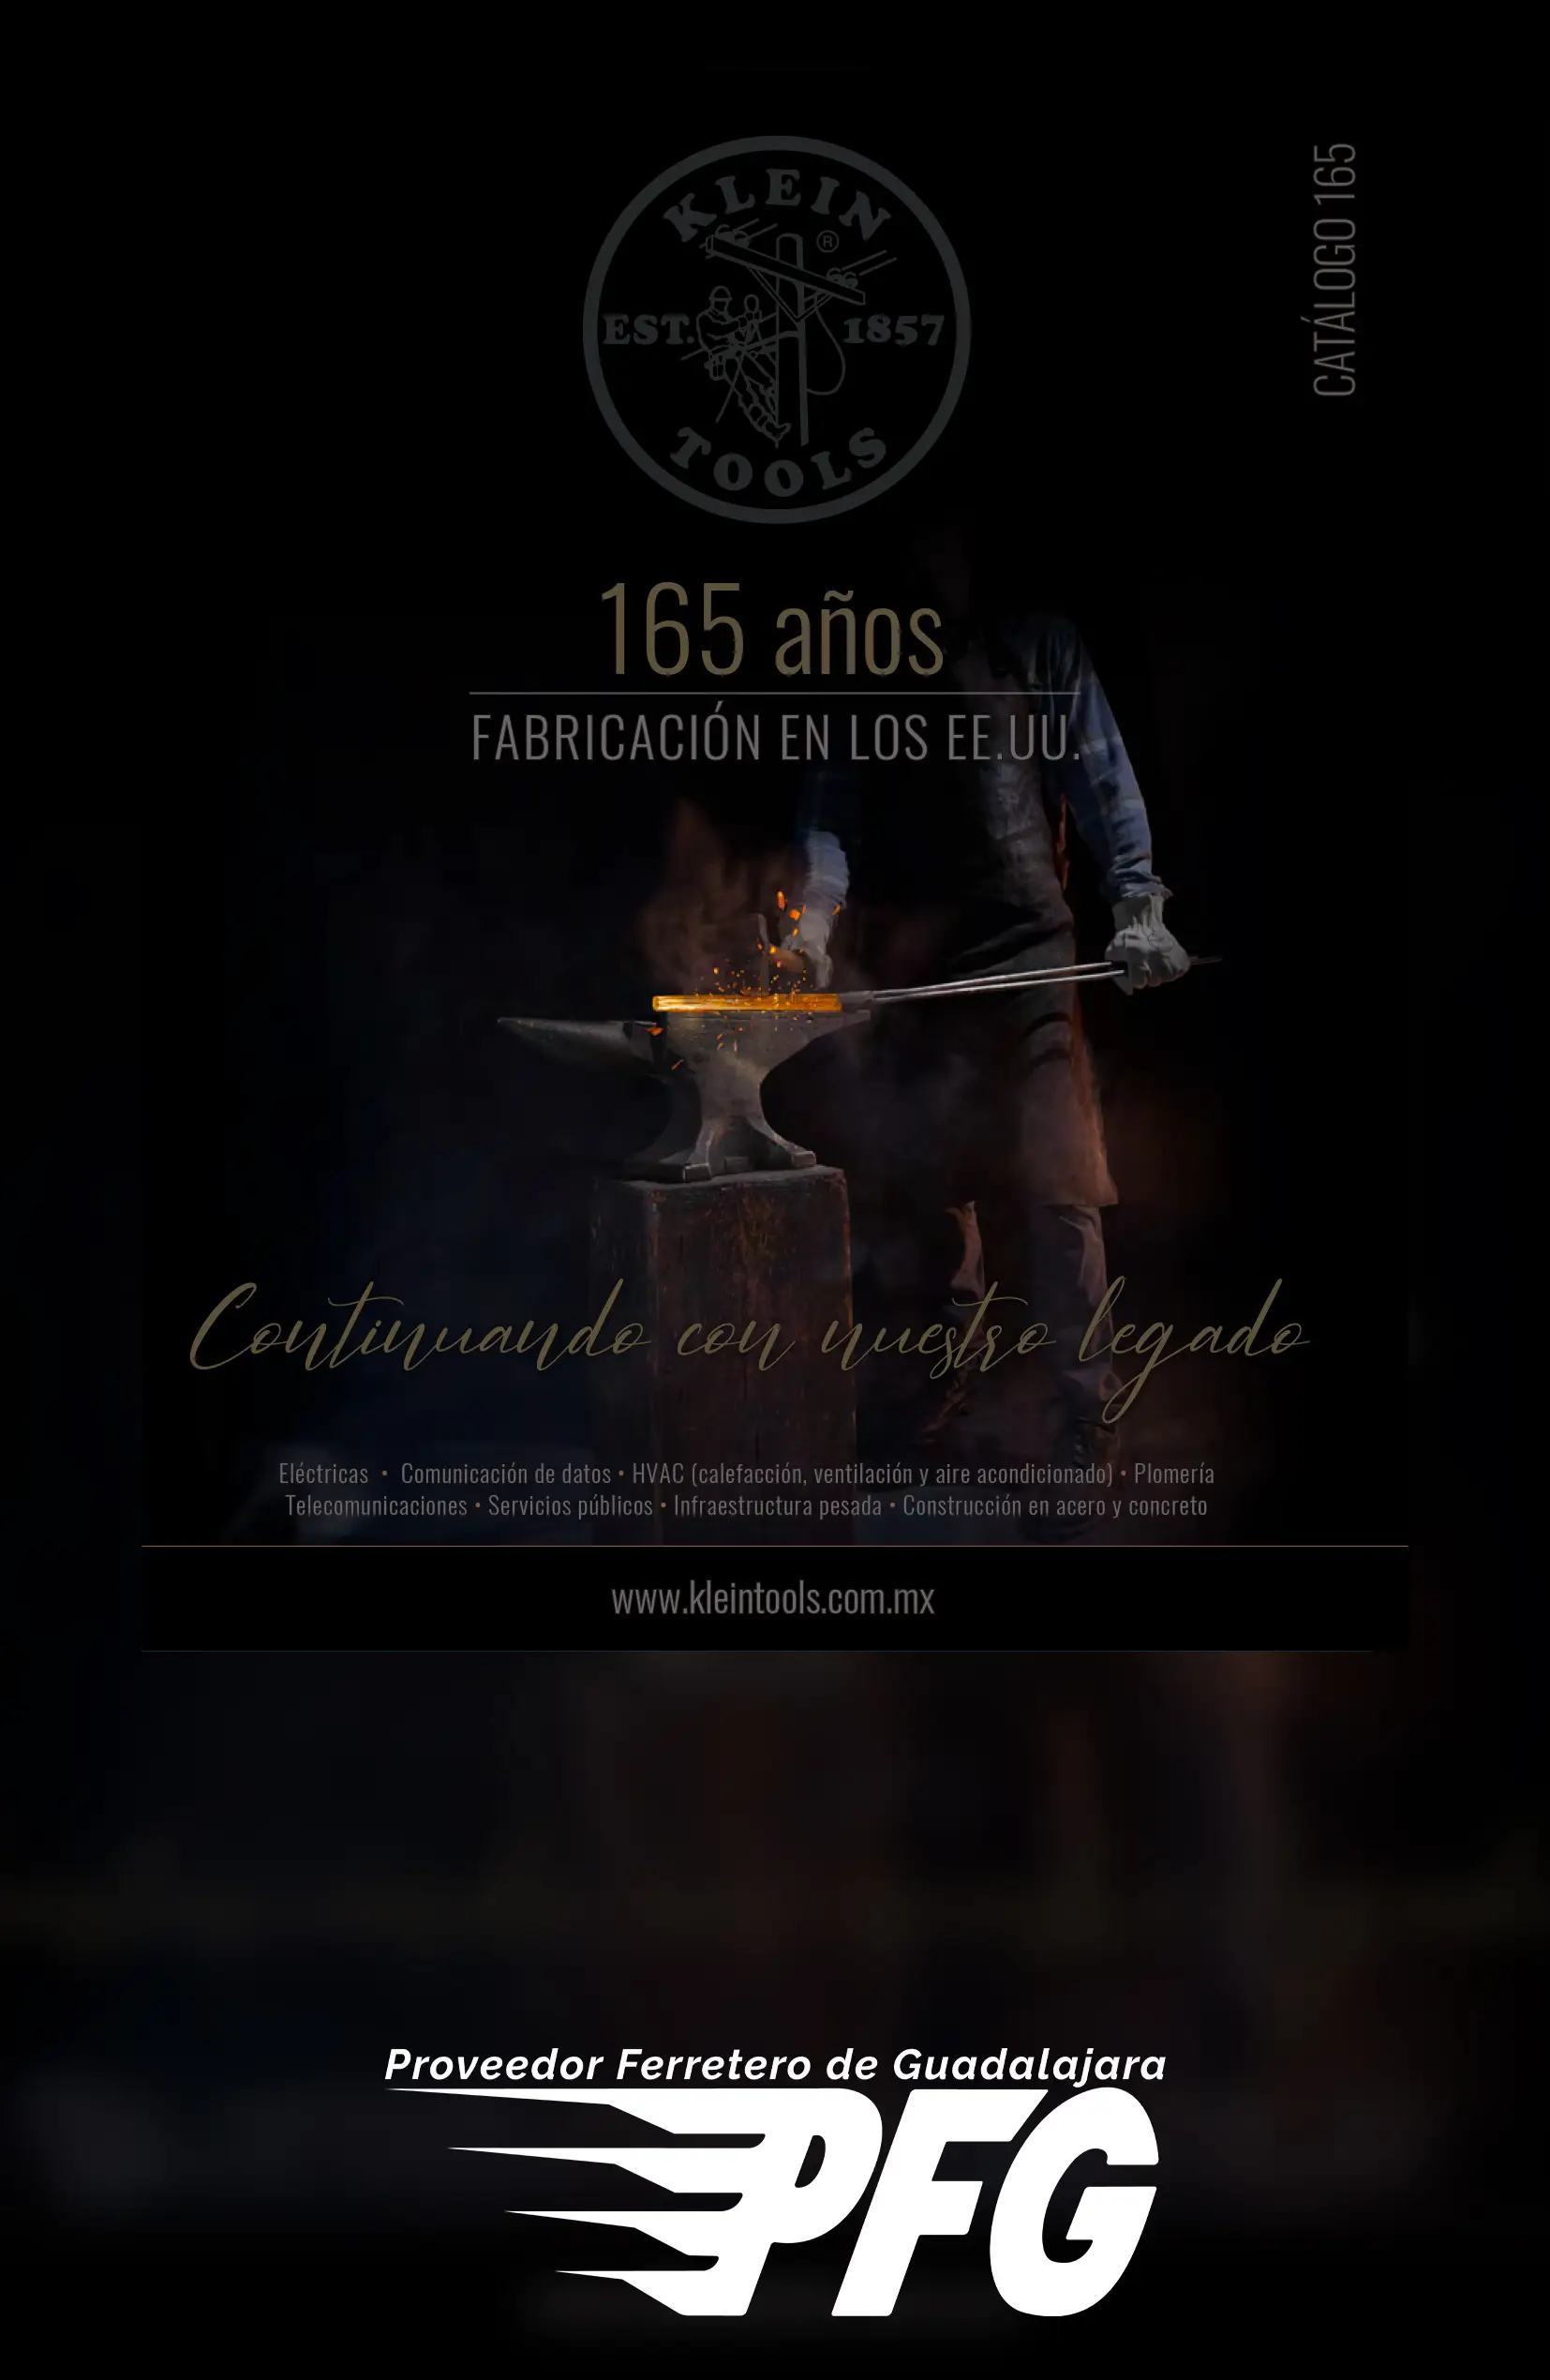 KLEIN
®
EST. 1857
TOOLS
CATÁLOGO 165
165 años
FABRICACIÓN EN LOS EE.UU.
Continuando con nuestro legado
Eléctricas • Comunicación de datos • HVAC (calefacción, ventilación y aire acondicionado) • Plomería
Telecomunicaciones • Servicios públicos • Infraestructura pesada • Construcción en acero y concreto
www.kleintools.com.mx
Proveedor Ferretero de Guadalajara
PFG